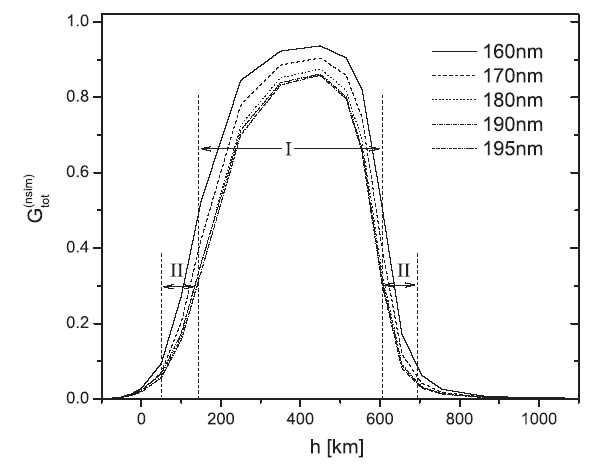 1.0
0.8
0.6
0.4
0.2
0.0
G tot (nsim)
160nm
170nm
180nm
190nm
195nm
I
II
II
0
200
400
600
800
1000
h [km]